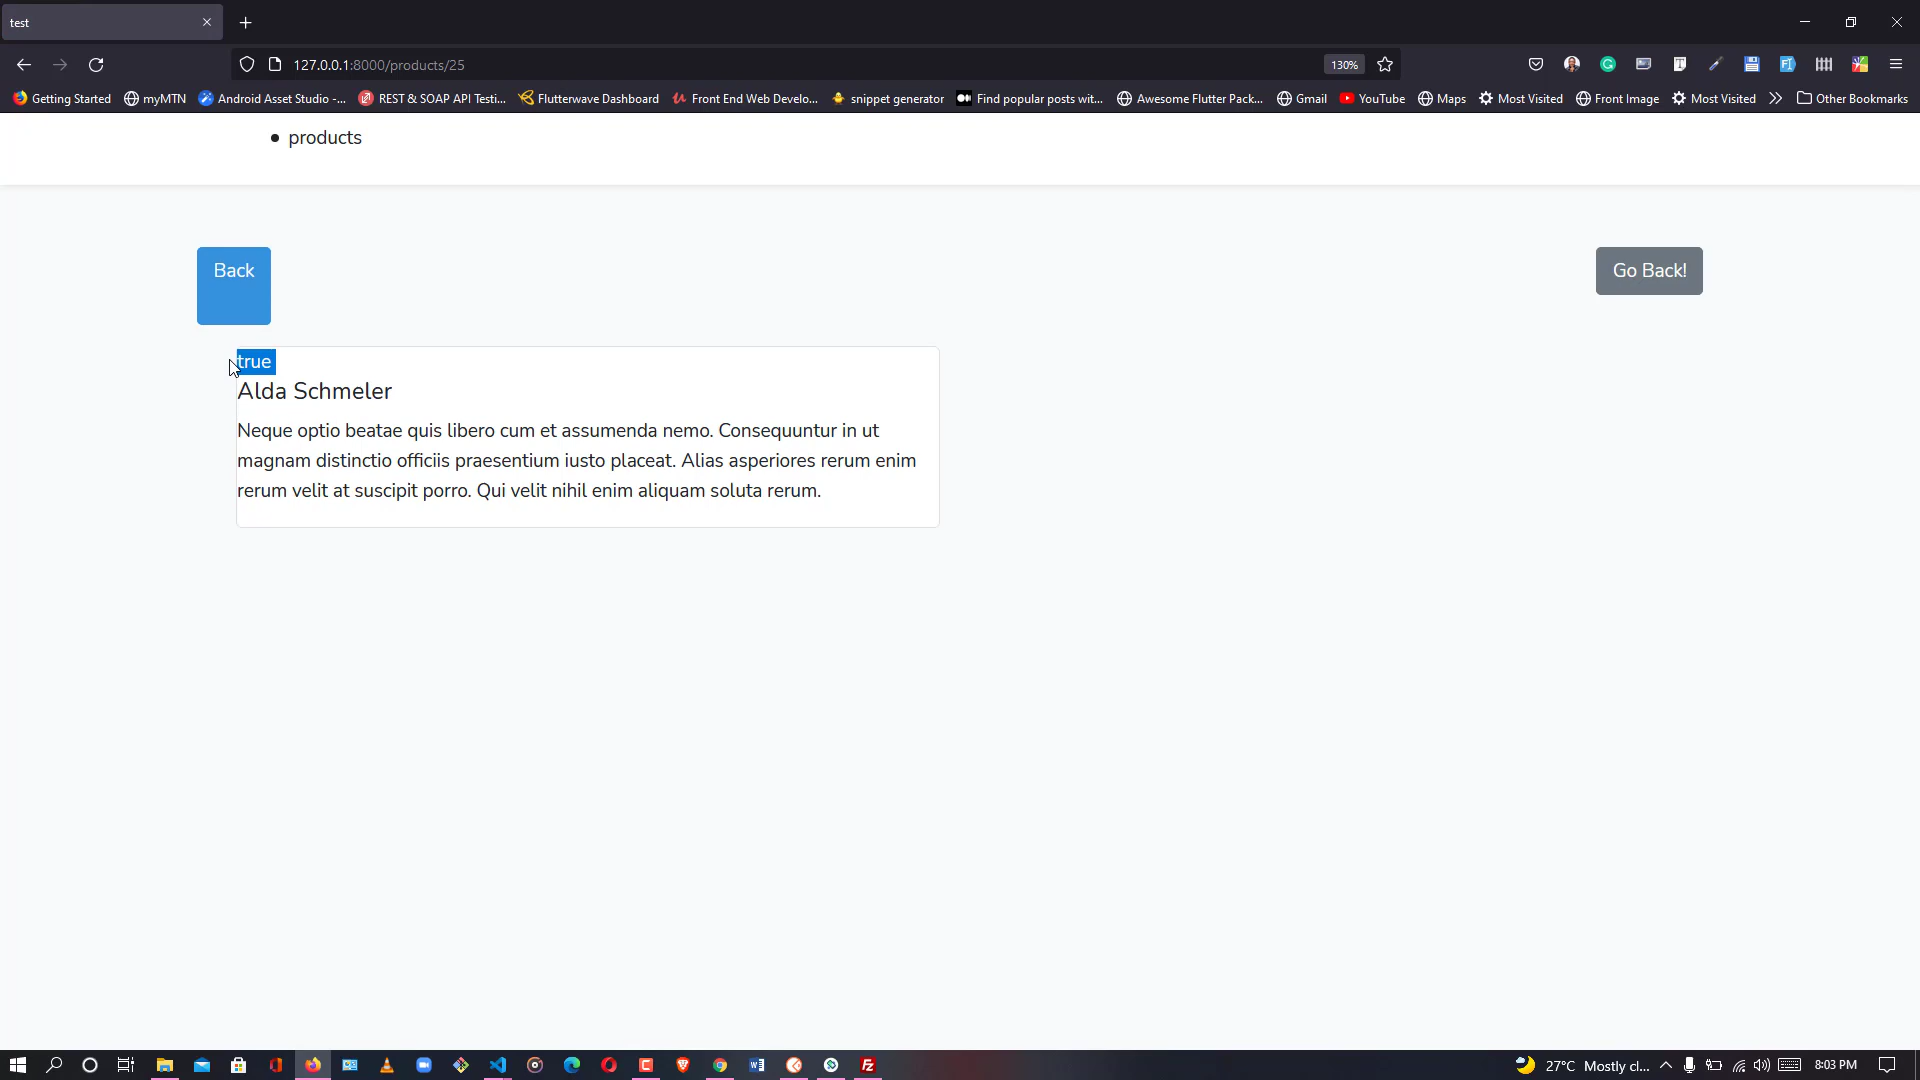 test
127.0.0.1:8000/products/25
130%
Getting Started myMTN Android Asset Studio -... REST & SOAP API Testi... Flutterwave Dashboard Front End Web Develo... snippet generator Find popular posts wit... Awesome Flutter Pack... Gmail YouTube Maps Most Visited Front Image Most Visited Other Bookmarks
products
Back
Go Back!
true
Alda Schmeler
Neque optio beatae quis libero cum et assumenda nemo. Consequuntur in ut
magnam distinctio officiis praesentium iusto placeat. Alias asperiores rerum enim
rerum velit at suscipit porro. Qui velit nihil enim aliquam soluta rerum.
27°C Mostly cl... 8:03 PM